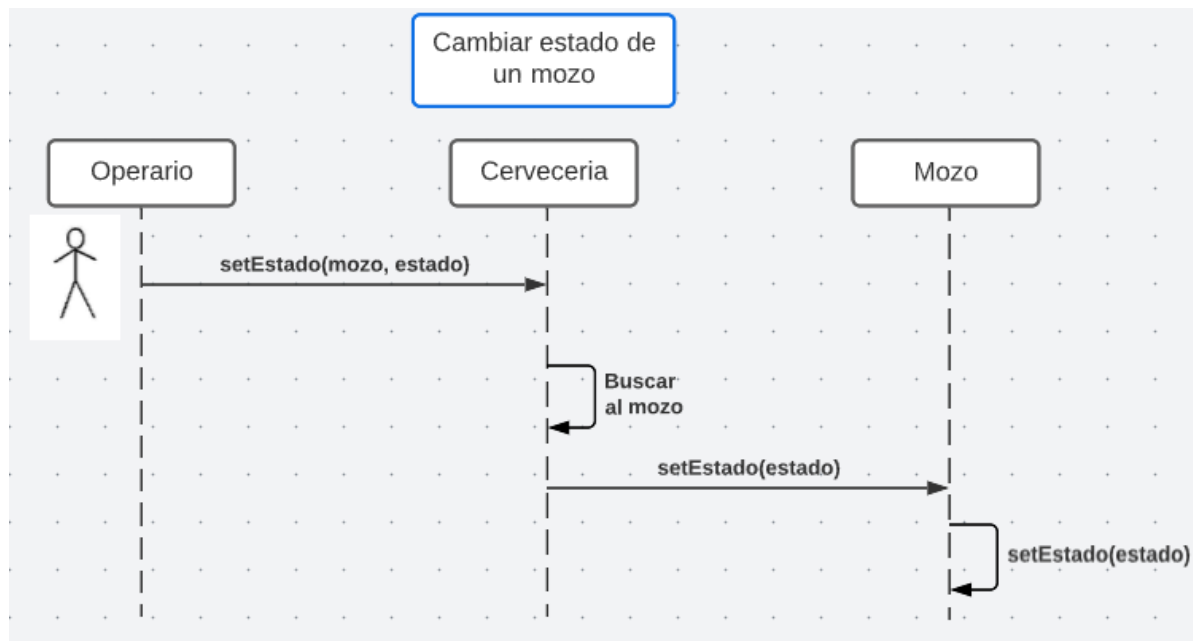 Cambiar estado de
un mozo
Operario
Cerveceria
Mozo
setEstado(mozo, estado)
Buscar
al mozo
setEstado(estado)
setEstado(estado)